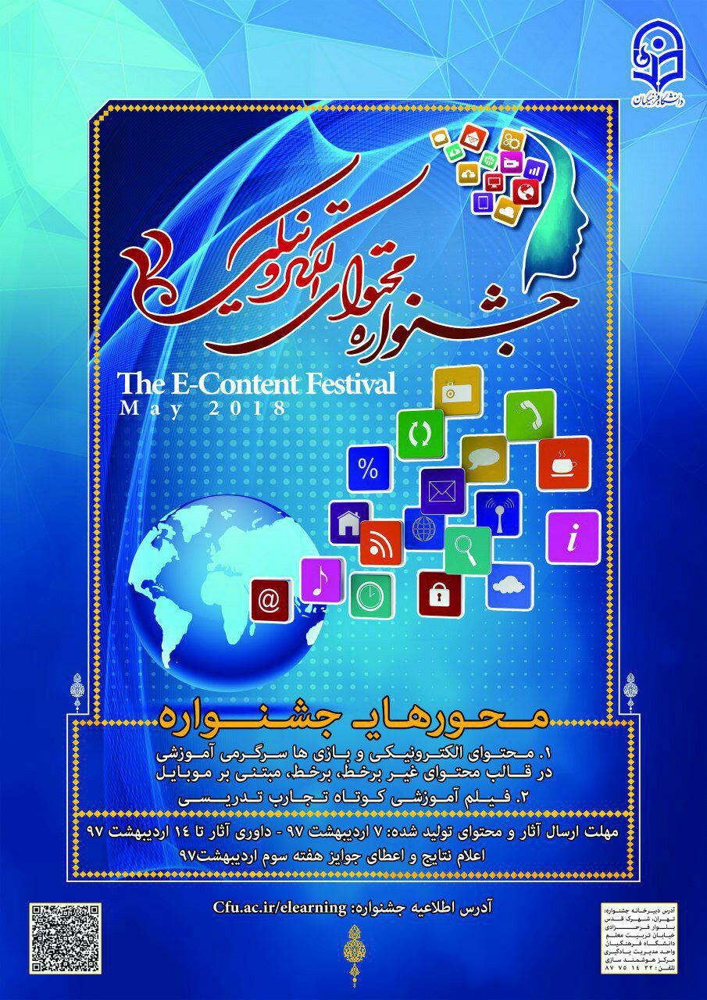 دانشگاه فرهنگیان
جشنواره محتوای الکترونیکی
The E-Content Festival
May 2018
محورهای جشنواره
۱. محتوای الکترونیکی و بازی ها سرگرمی آموزشی
در قالب محتوای غیر برخط، برخط، مبتنی بر موبایل
۲. فیلم آموزشی کوتاه تجارب تدریسی
مهلت ارسال آثار و محتوای تولید شده: ۷ اردیبهشت ۹۷ - داوری آثار تا ۱۴ اردیبهشت ۹۷
اعلام نتایج و اعطای جوایز هفته سوم اردیبهشت۹۷
آدرس اطلاعیه جشنواره: Cfu.ac.ir/elearning
آدرس دبیرخانه جشنواره:
تهران، شهرک قدس
بلوار فرحزادی
خیابان تربیت معلم
دانشگاه فرهنگیان
واحد مدیریت یادگیری
مرکز هوشمند سازی
تلفن: ۲۲ ۱۴ ۷۵ ۸۷